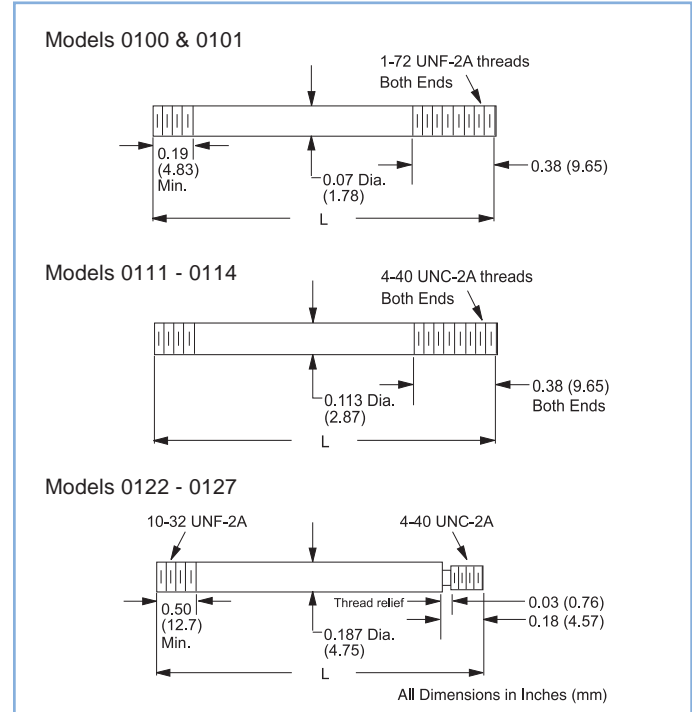 Models 0100 & 0101
1-72 UNF-2A threads
Both Ends
0.19
(4.83)
Min.
0.07 Dia.
(1.78)
0.38 (9.65)
L
Models 0111 - 0114
4-40 UNC-2A threads
Both Ends
0.113 Dia.
(2.87)
0.38 (9.65)
Both Ends
L
Models 0122 - 0127
10-32 UNF-2A
4-40 UNC-2A
0.50
(12.7)
Min.
Thread relief
0.187 Dia.
(4.75)
0.03 (0.76)
0.18 (4.57)
L
All Dimensions in Inches (mm)